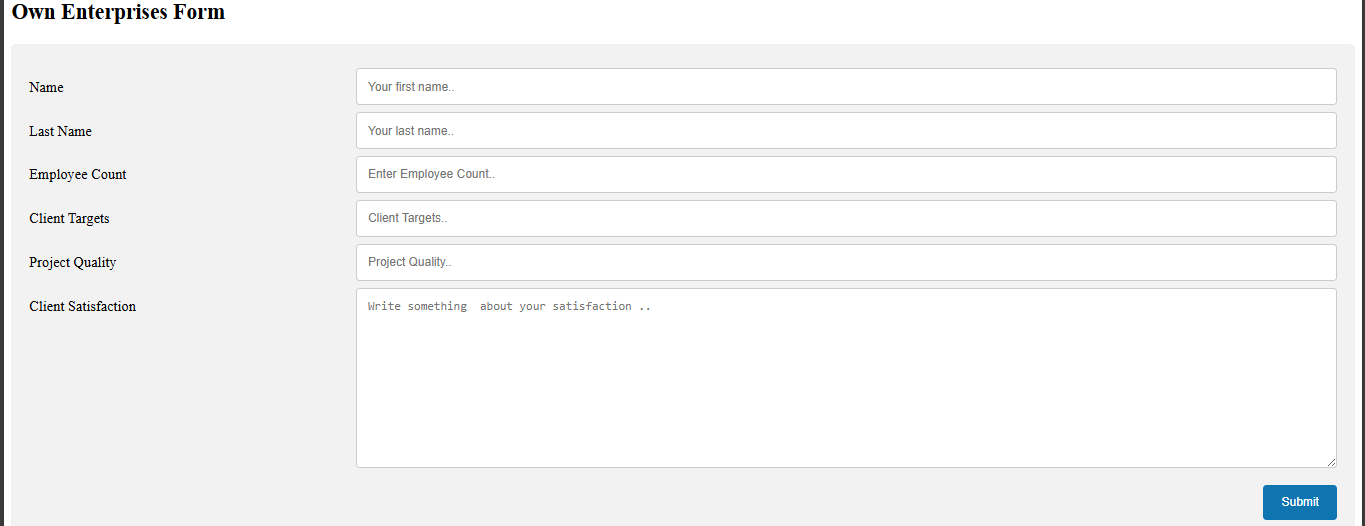 Own Enterprises Form
Name
Your first name..
Last Name
Your last name..
Employee Count
Enter Employee Count..
Client Targets
Client Targets..
Project Quality
Project Quality..
Client Satisfaction
Write something  about your satisfaction ..
Submit